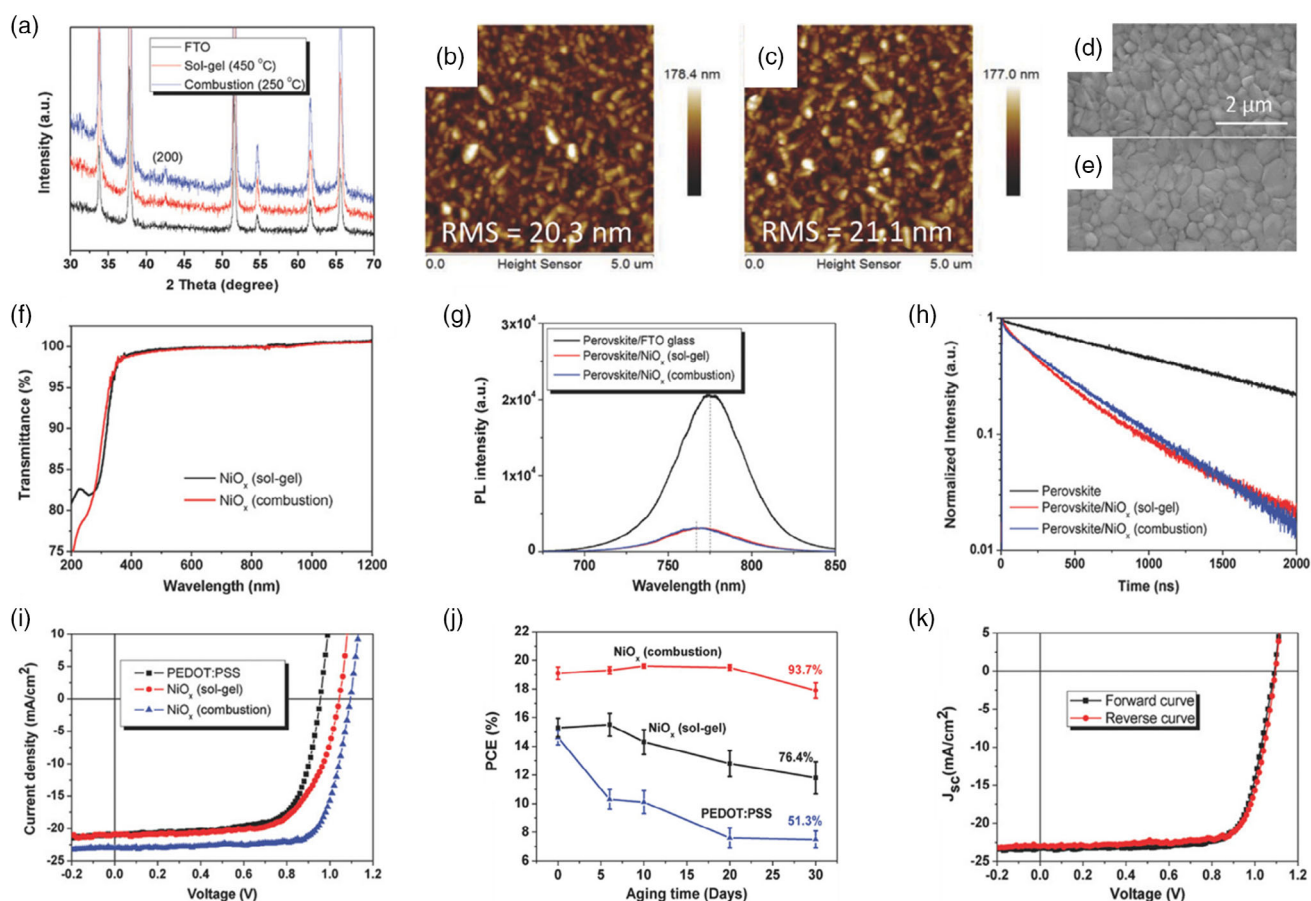 (a)
FTO
Sol-gel (450 °C)
Combustion (250 °C)
(200)
Intensity (a.u.)
30 35 40 45 50 55 60 65 70
2 Theta (degree)
(b)
178.4 nm
RMS = 20.3 nm
0.0 Height Sensor 5.0 um
(c)
177.0 nm
RMS = 21.1 nm
0.0 Height Sensor 5.0 um
(d)
2 μm
(e)
(f)
100
95
90
85
80
75
Transmittance (%)
NiOx (sol-gel)
NiOx (combustion)
200 400 600 800 1000 1200
Wavelength (nm)
(g)
3x10⁴
2x10⁴
1x10⁴
0
PL intensity (a.u.)
Perovskite/FTO glass
Perovskite/NiOx (sol-gel)
Perovskite/NiOx (combustion)
700 750 800 850
Wavelength (nm)
(h)
1
0.1
0.01
Normalized Intensity (a.u.)
Perovskite
Perovskite/NiOx (sol-gel)
Perovskite/NiOx (combustion)
0 500 1000 1500 2000
Time (ns)
(i)
10
5
0
-5
-10
-15
-20
-25
Current density (mA/cm²)
PEDOT:PSS
NiOx (sol-gel)
NiOx (combustion)
-0.2 0.0 0.2 0.4 0.6 0.8 1.0 1.2
Voltage (V)
(j)
22
20
18
16
14
12
10
8
6
PCE (%)
NiOx (combustion)
93.7%
NiOx (sol-gel)
76.4%
PEDOT:PSS
51.3%
0 5 10 15 20 25 30
Aging time (Days)
(k)
5
0
-5
-10
-15
-20
-25
Jsc(mA/cm²)
Forward curve
Reverse curve
-0.2 0.0 0.2 0.4 0.6 0.8 1.0 1.2
Voltage (V)